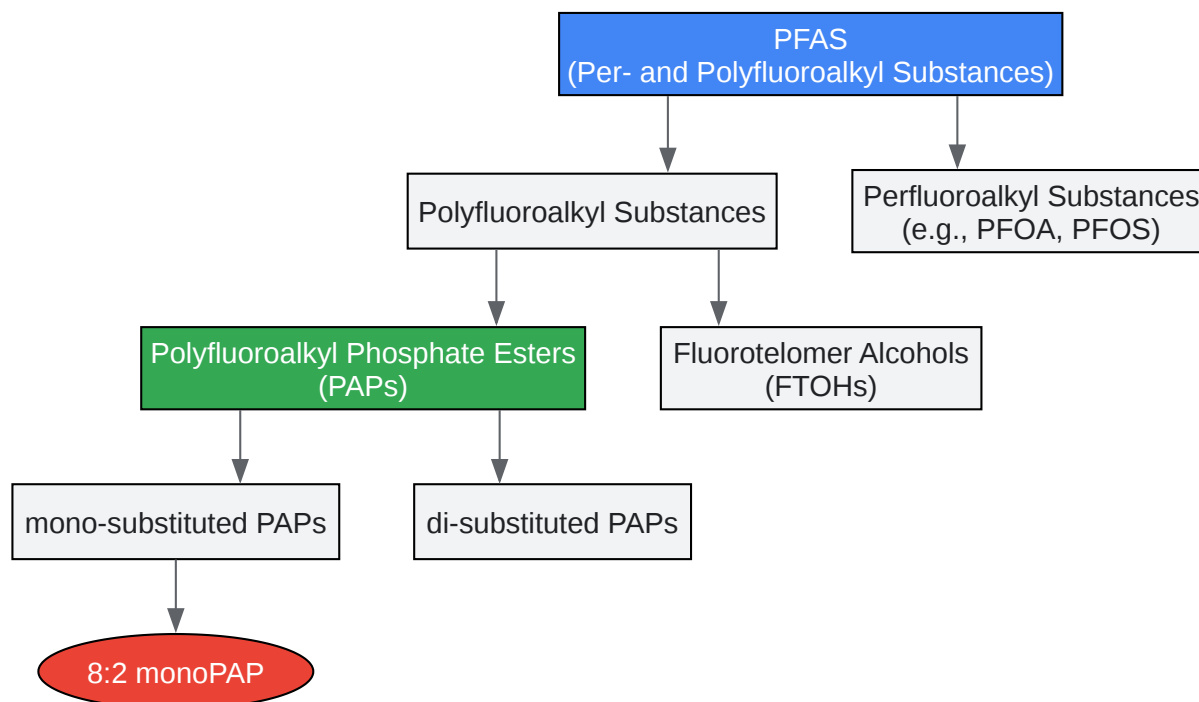 PFAS
(Per- and Polyfluoroalkyl Substances)
Polyfluoroalkyl Substances
Perfluoroalkyl Substances
(e.g., PFOA, PFOS)
Polyfluoroalkyl Phosphate Esters
(PAPs)
Fluorotelomer Alcohols
(FTOHs)
mono-substituted PAPs
di-substituted PAPs
8:2 monoPAP